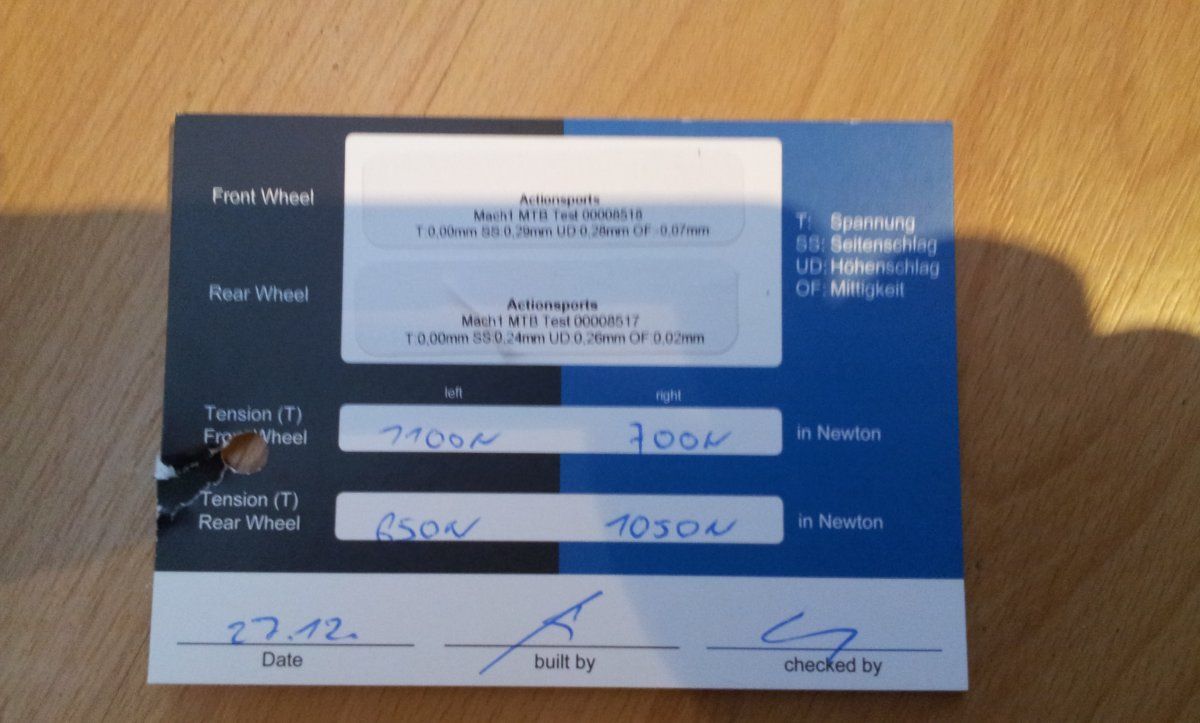 Front Wheel
Actionsports
Mach1 MTB Test 00008518
T:0,00mm SS:0,29mm UD:0,28mm OF:-0,07mm
T: Spannung
SS: Seitenschlag
UD: Höhenschlag
OF: Mittigkeit
Rear Wheel
Actionsports
Mach1 MTB Test 00008517
T:0,00mm SS:0,24mm UD:0,26mm OF:0,02mm
left right
Tension (T)
Front Wheel 1100N 700N in Newton
Tension (T)
Rear Wheel 650N 1050N in Newton
27.12.
Date built by checked by